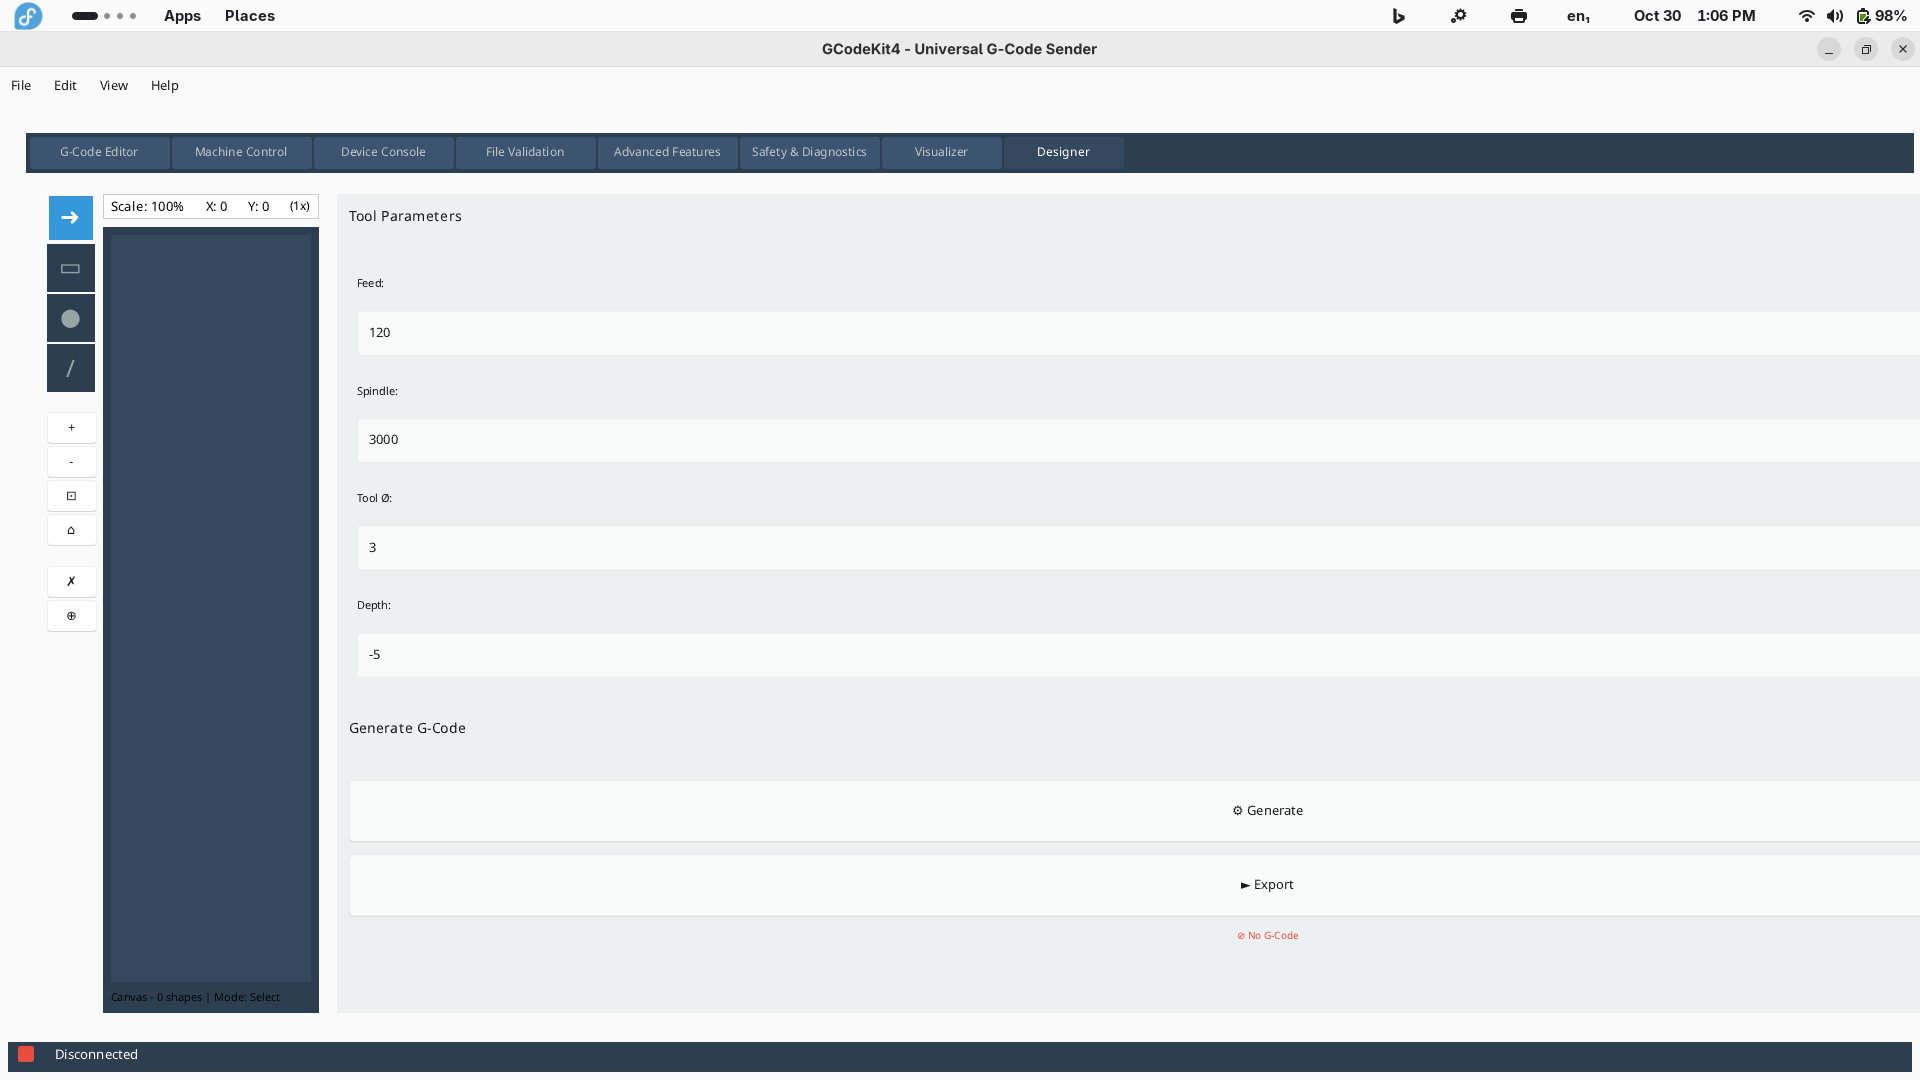 Apps Places en₁ Oct 30 1:06 PM 98%
GCodeKit4 - Universal G-Code Sender
File Edit View Help
G-Code Editor Machine Control Device Console File Validation Advanced Features Safety & Diagnostics Visualizer Designer
Scale: 100% X: 0 Y: 0 (1x)
Tool Parameters
Feed:
120
Spindle:
3000
Tool Ø:
3
Depth:
-5
+
-
Generate G-Code
⚙ Generate
► Export
⊘ No G-Code
Canvas - 0 shapes | Mode: Select
Disconnected